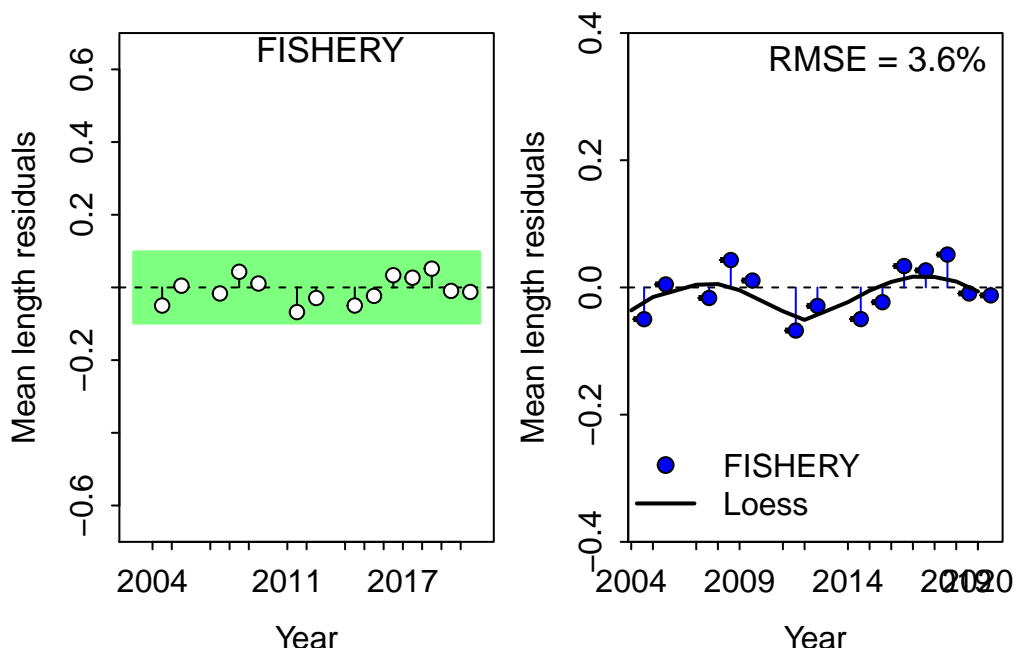 FISHERY
Mean length residuals
0.6
0.4
0.2
−0.2
−0.6
2004 2011 2017
Year
RMSE = 3.6%
Mean length residuals
0.4
0.2
0.0
−0.2
−0.4
FISHERY
Loess
2004 2009 2014 2019 2020
Year